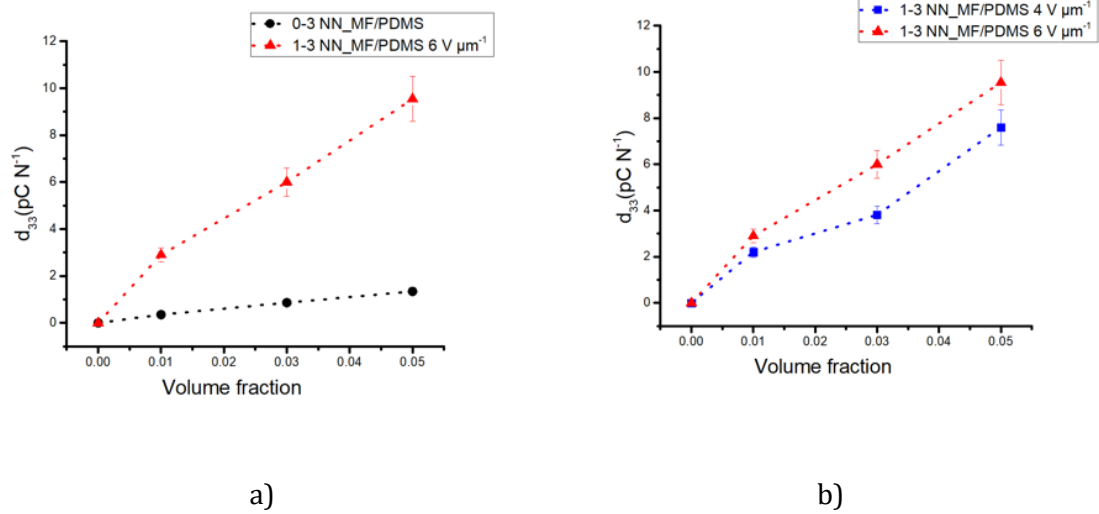 0-3 NN_MF/PDMS
1-3 NN_MF/PDMS 6 V µm⁻¹
12
10
8
6
4
2
0
d₃₃(pC N⁻¹)
0.00 0.01 0.02 0.03 0.04 0.05
Volume fraction
a)
1-3 NN_MF/PDMS 4 V µm⁻¹
1-3 NN_MF/PDMS 6 V µm⁻¹
12
10
8
6
4
2
0
d₃₃(pC N⁻¹)
0.00 0.01 0.02 0.03 0.04 0.05
Volume fraction
b)